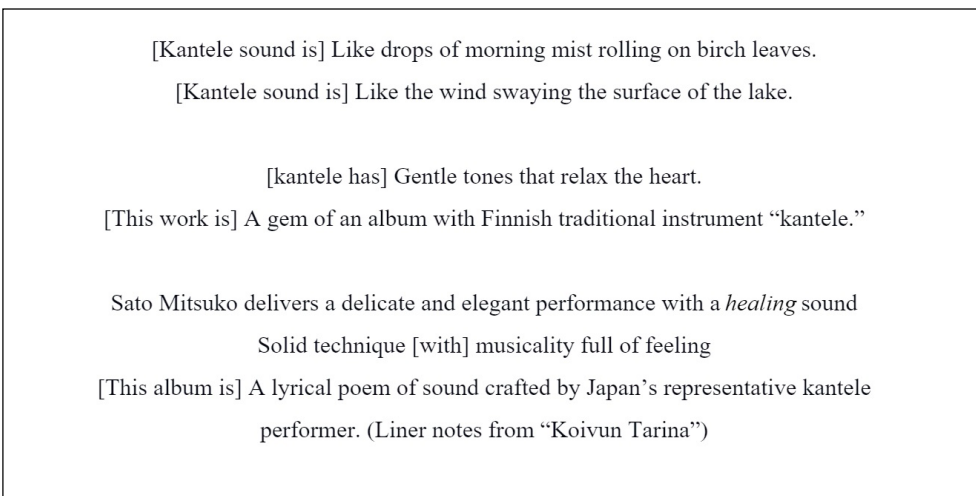 [Kantele sound is] Like drops of morning mist rolling on birch leaves.
[Kantele sound is] Like the wind swaying the surface of the lake.
[kantele has] Gentle tones that relax the heart.
[This work is] A gem of an album with Finnish traditional instrument “kantele.”
Sato Mitsuko delivers a delicate and elegant performance with a healing sound
Solid technique [with] musicality full of feeling
[This album is] A lyrical poem of sound crafted by Japan’s representative kantele
performer. (Liner notes from “Koivun Tarina”)